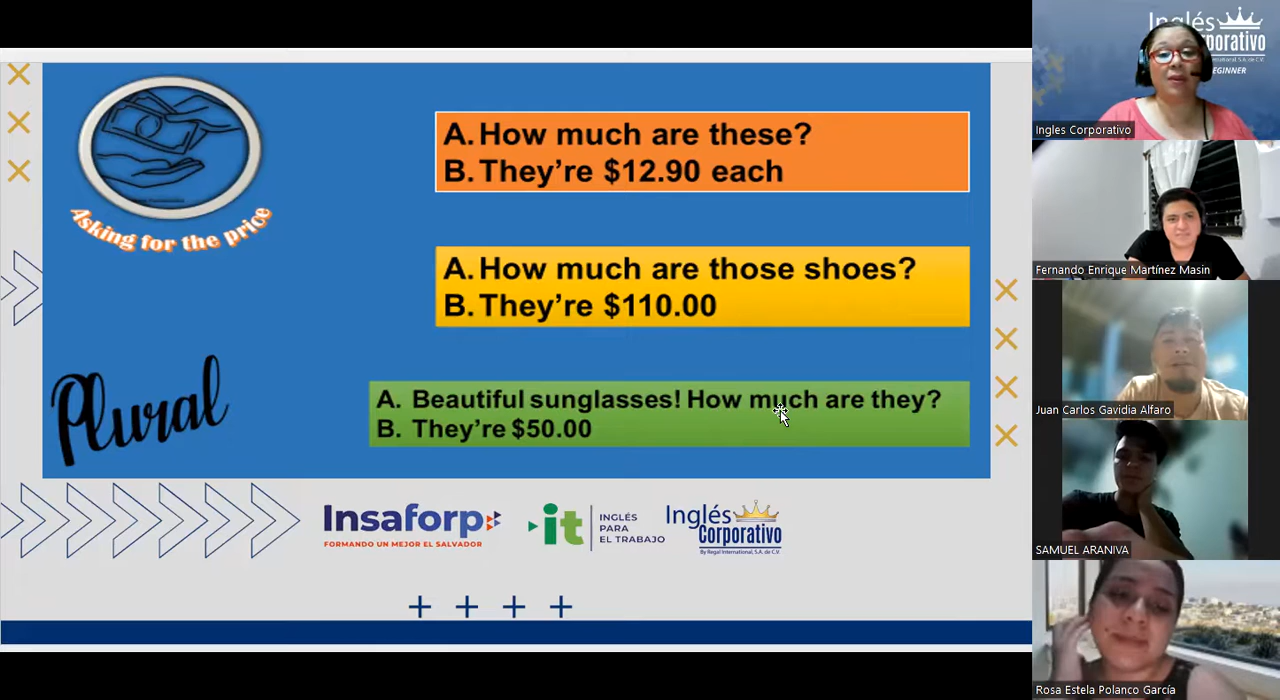 Asking for the price
A. How much are these?
B. They're $12.90 each
A. How much are those shoes?
B. They're $110.00
Plural
A. Beautiful sunglasses! How much are they?
B. They're $50.00
Insaforp
FORMANDO UN MEJOR EL SALVADOR
it
INGLÉS
PARA
EL TRABAJO
Inglés
Corporativo
By Regal International, S.A. de C.V.
Inglés
rporativo
EGINNER
Ingles Corporativo
Fernando Enrique Martínez Masin
Juan Carlos Gavidia Alfaro
SAMUEL ARANIVA
Rosa Estela Polanco García